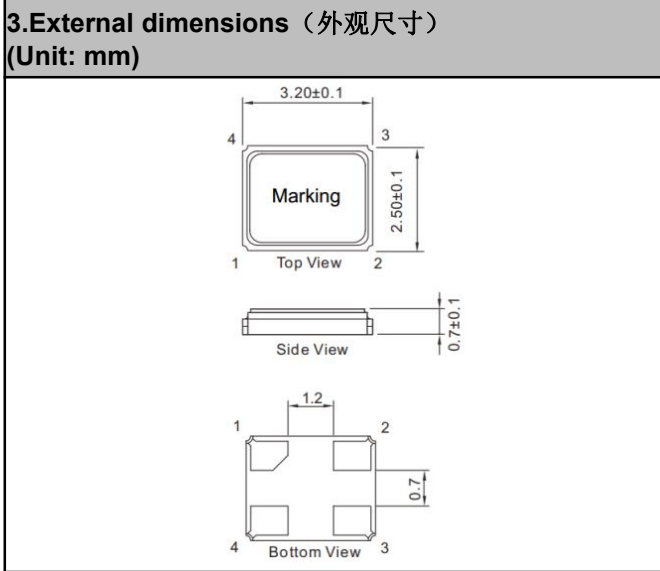 3.External dimensions（外观尺寸）
(Unit: mm)
3.20±0.1
4
3
Marking
2.50±0.1
1
Top View
2
0.7±0.1
Side View
1.2
1
2
0.7
4
Bottom View
3